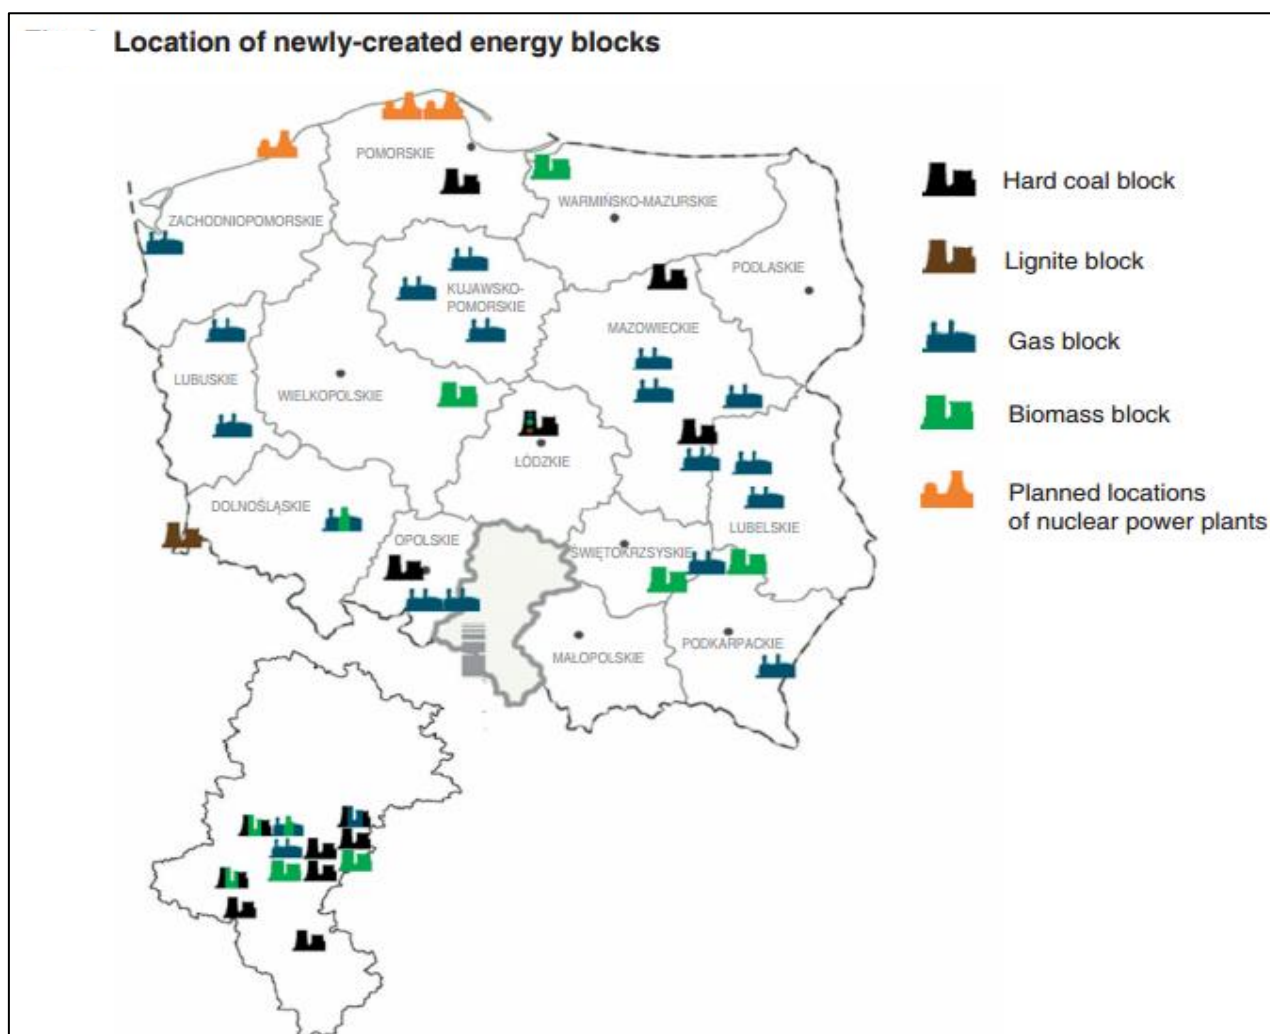 Location of newly-created energy blocks
POMORSKIE
WARMIŃSKO-MAZURSKIE
ZACHODNIOPOMORSKIE
PODLASKIE
KUJAWSKO-
POMORSKIE
MAZOWIECKIE
LUBUSKIE
WIELKOPOLSKIE
ŁÓDZKIE
DOLNOŚLĄSKIE
OPOLSKIE
LUBELSKIE
ŚWIĘTOKRZSYSKIE
PODKARPACKIE
MAŁOPOLSKIE
Hard coal block
Lignite block
Gas block
Biomass block
Planned locations
of nuclear power plants